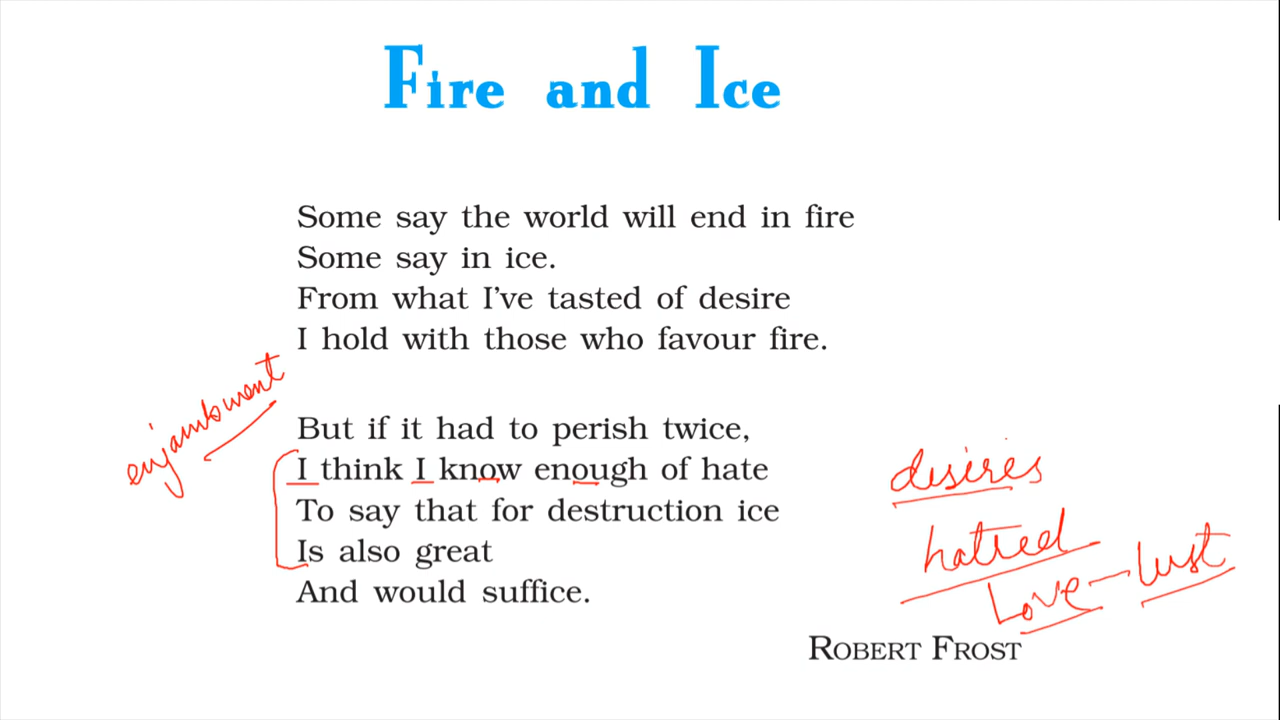 Fire and Ice
Some say the world will end in fire
Some say in ice.
From what I've tasted of desire
I hold with those who favour fire.
enjambment
But if it had to perish twice,
I think I know enough of hate
To say that for destruction ice
Is also great
And would suffice.
desires
hatred
Love – lust
ROBERT FROST